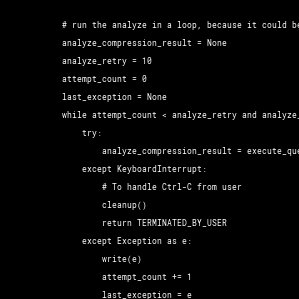 # run the analyze in a loop, because it could be
analyze_compression_result = None
analyze_retry = 10
attempt_count = 0
last_exception = None
while attempt_count < analyze_retry and analyze_
try:
analyze_compression_result = execute_que
except KeyboardInterrupt:
# To handle Ctrl-C from user
cleanup()
return TERMINATED_BY_USER
except Exception as e:
write(e)
attempt_count += 1
last_exception = e